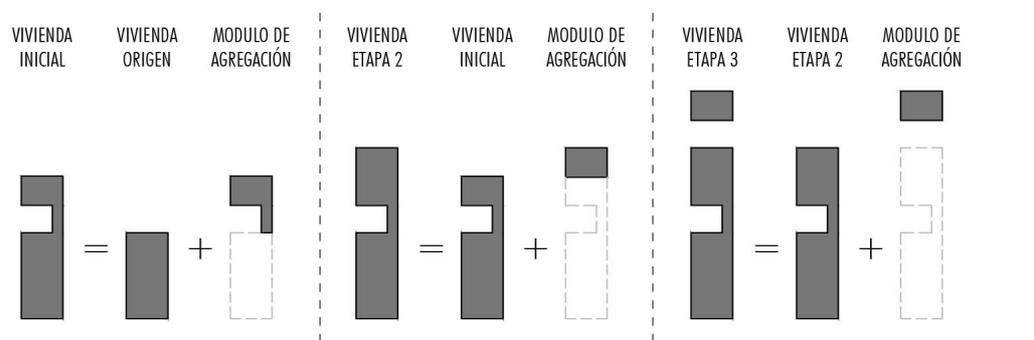 VIVIENDA
INICIAL
VIVIENDA
ORIGEN
MODULO DE
AGREGACIÓN
=
+
VIVIENDA
ETAPA 2
VIVIENDA
INICIAL
MODULO DE
AGREGACIÓN
=
+
VIVIENDA
ETAPA 3
VIVIENDA
ETAPA 2
MODULO DE
AGREGACIÓN
=
+